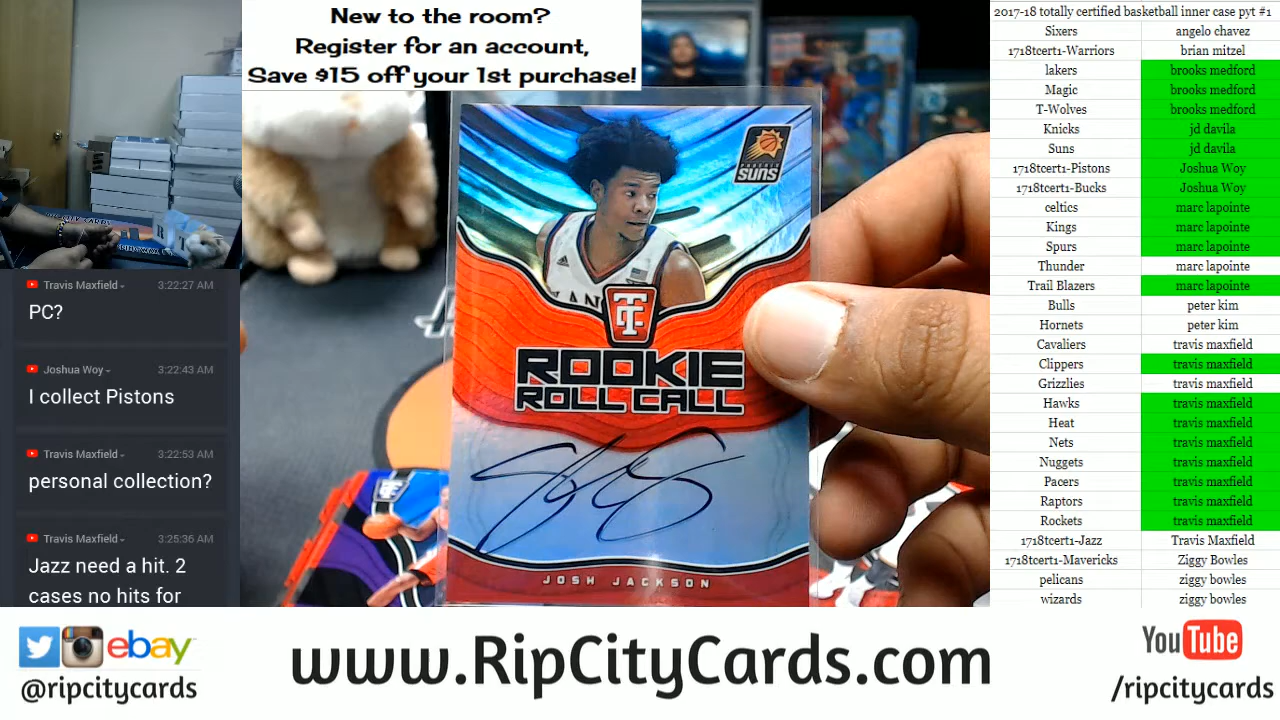 New to the room?
Register for an account,
Save $15 off your 1st purchase!
Travis Maxfield
3:22:27 AM
PC?
Joshua Woy
3:22:43 AM
I collect Pistons
Travis Maxfield
3:22:53 AM
personal collection?
Travis Maxfield
3:25:36 AM
Jazz need a hit. 2
cases no hits for
PHOENIX
SUNS
ROOKIE
ROLL CALL
JOSH JACKSON
2017-18 totally certified basketball inner case pyt #1
Sixers angelo chavez
1718tcert1-Warriors brian mitzel
lakers brooks medford
Magic brooks medford
T-Wolves brooks medford
Knicks jd davila
Suns jd davila
1718tcert1-Pistons Joshua Woy
1718tcert1-Bucks Joshua Woy
celtics marc lapointe
Kings marc lapointe
Spurs marc lapointe
Thunder marc lapointe
Trail Blazers marc lapointe
Bulls peter kim
Hornets peter kim
Cavaliers travis maxfield
Clippers travis maxfield
Grizzlies travis maxfield
Hawks travis maxfield
Heat travis maxfield
Nets travis maxfield
Nuggets travis maxfield
Pacers travis maxfield
Raptors travis maxfield
Rockets travis maxfield
1718tcert1-Jazz Travis Maxfield
1718tcert1-Mavericks Ziggy Bowles
pelicans ziggy bowles
wizards ziggy bowles
ebay
@ripcitycards
www.RipCityCards.com
YouTube
/ripcitycards